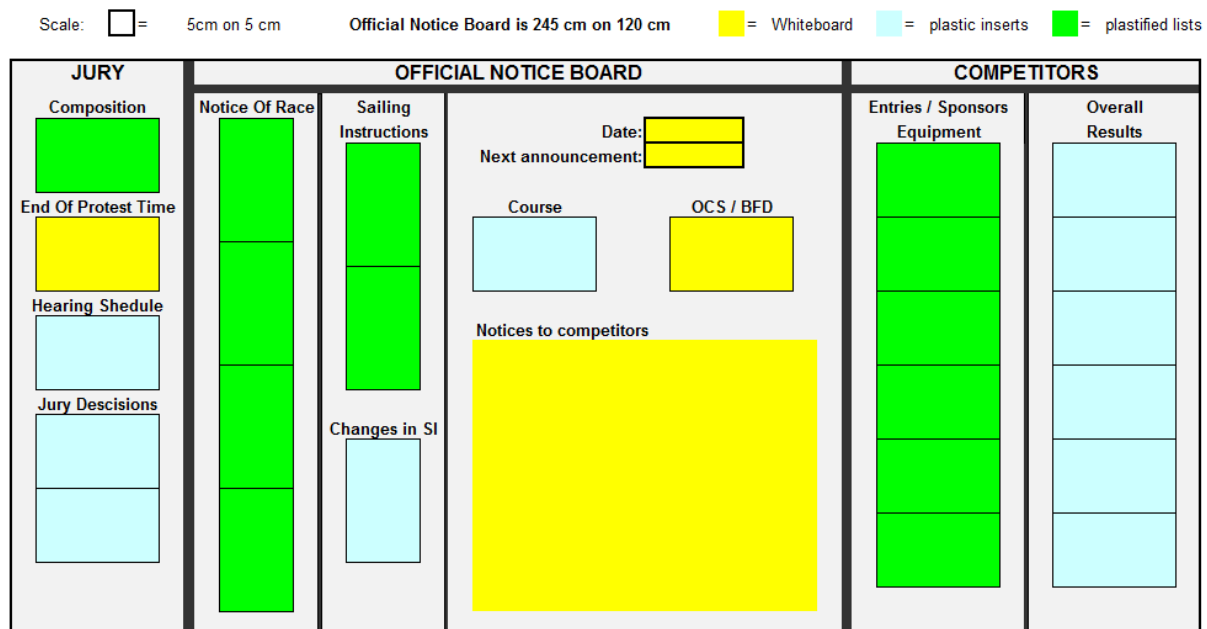 Scale: = 5cm on 5 cm Official Notice Board is 245 cm on 120 cm = Whiteboard = plastic inserts = plastified lists
JURY OFFICIAL NOTICE BOARD COMPETITORS
Composition
End Of Protest Time
Hearing Shedule
Jury Descisions
Notice Of Race
Sailing
Instructions
Changes in SI
Date:
Next announcement:
Course
OCS / BFD
Notices to competitors
Entries / Sponsors
Equipment
Overall
Results